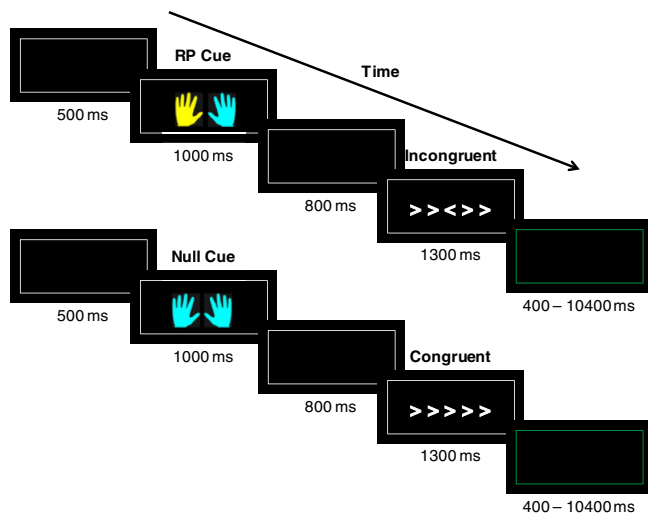 RP Cue
Time
500 ms
1000 ms
Incongruent
800 ms
> > < > >
1300 ms
400 – 10400 ms
Null Cue
500 ms
1000 ms
Congruent
800 ms
> > > > >
1300 ms
400 – 10400 ms